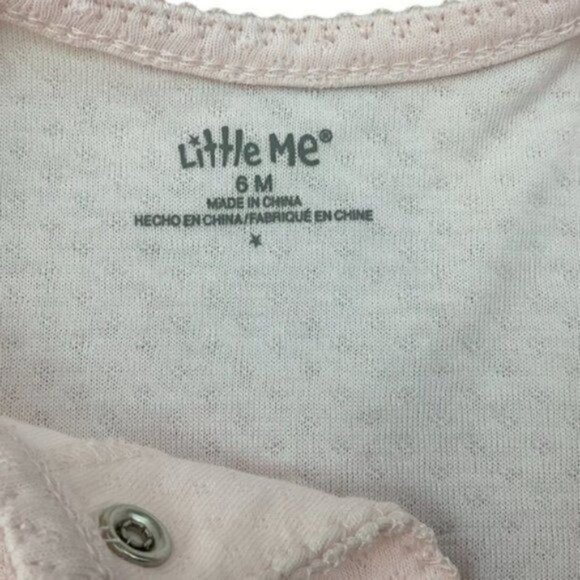 Little Me®
6 M
MADE IN CHINA
HECHO EN CHINA/FABRIQUÉ EN CHINE